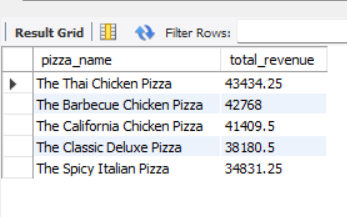 Result Grid Filter Rows:
pizza_name total_revenue
The Thai Chicken Pizza 43434.25
The Barbecue Chicken Pizza 42768
The California Chicken Pizza 41409.5
The Classic Deluxe Pizza 38180.5
The Spicy Italian Pizza 34831.25